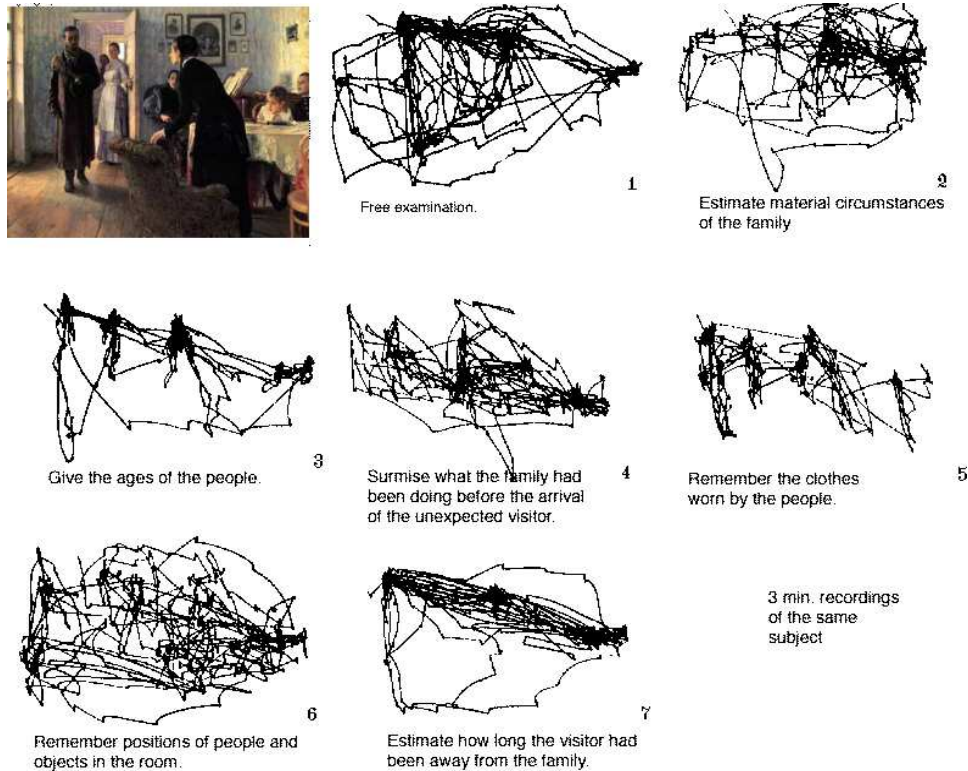 1
Free examination.
2
Estimate material circumstances
of the family
3
Give the ages of the people.
4
Surmise what the family had
been doing before the arrival
of the unexpected visitor.
5
Remember the clothes
worn by the people.
6
Remember positions of people and
objects in the room.
7
Estimate how long the visitor had
been away from the family.
3 min. recordings
of the same
subject